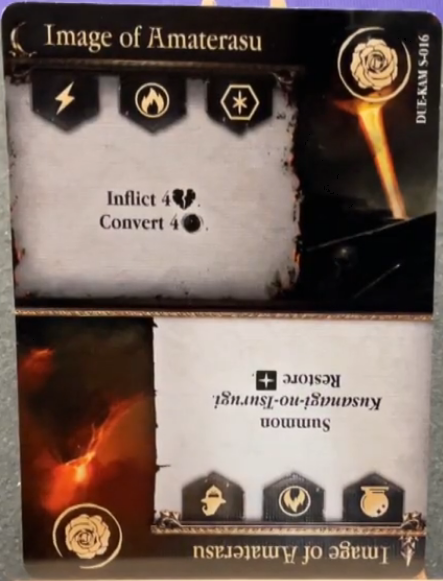 Image of Amaterasu
DUE-KAM S-016
Inflict 4.
Convert 4.
Image of Amaterasu
Summon
Kusanagi-no-Tsurugi.
Restore.